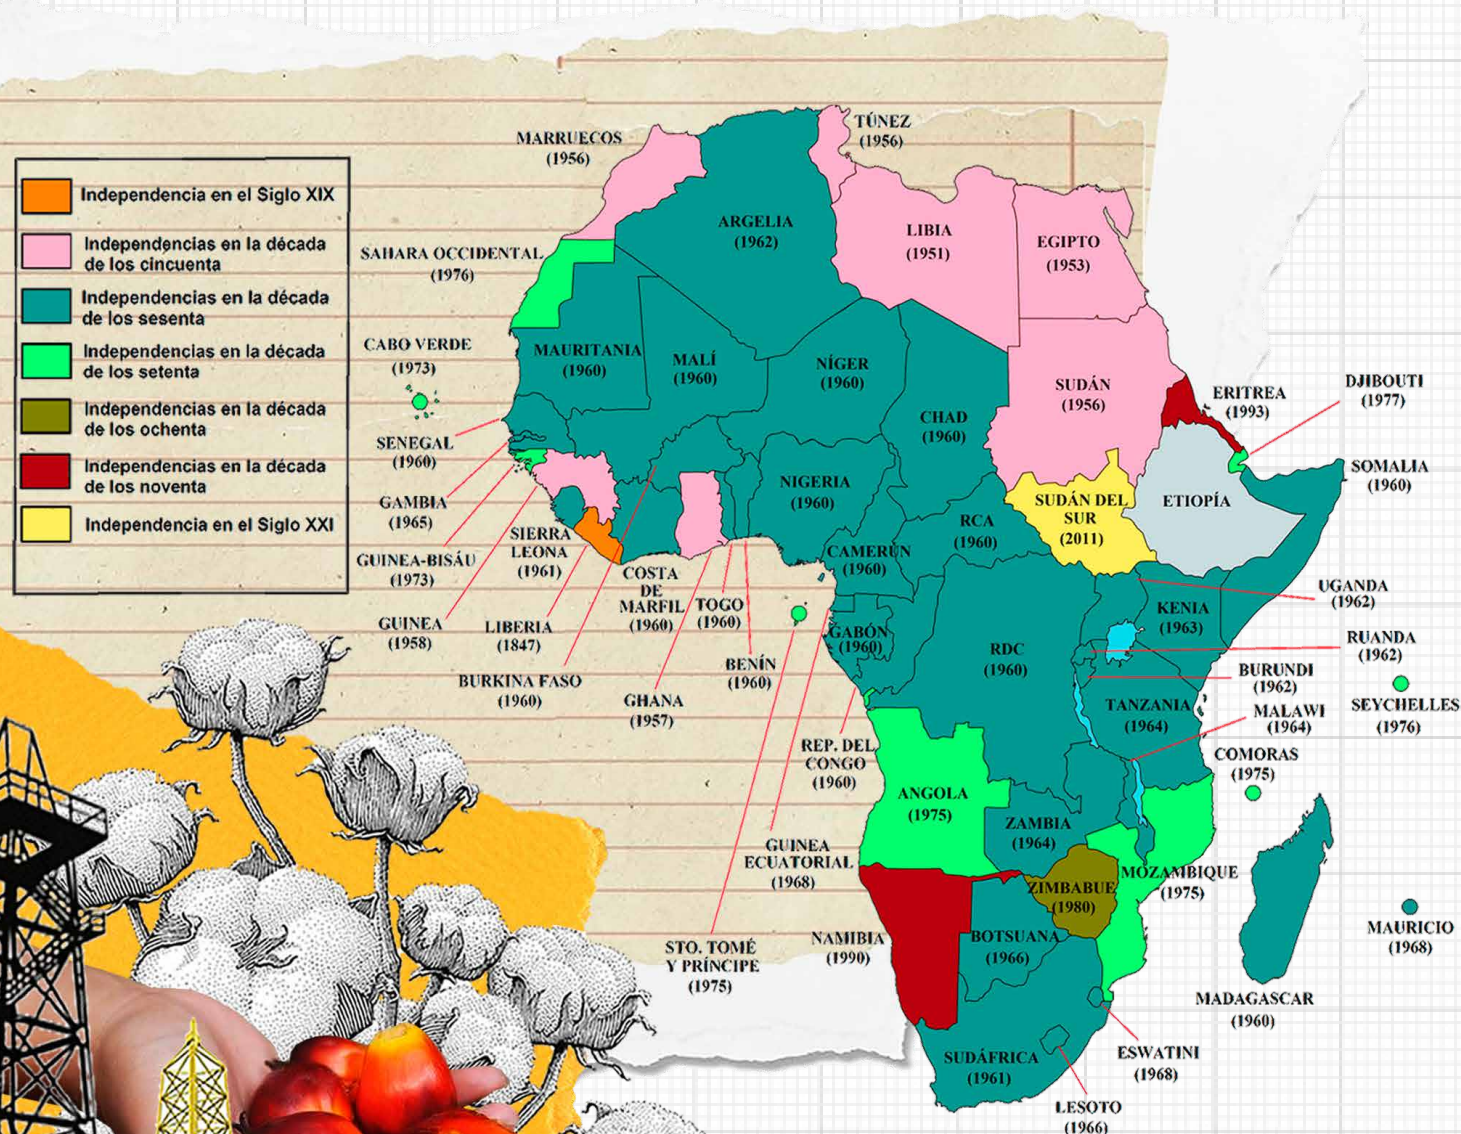 Independencia en el Siglo XIX
Independencias en la década
de los cincuenta
Independencias en la década
de los sesenta
Independencias en la década
de los setenta
Independencias en la década
de los ochenta
Independencias en la década
de los noventa
Independencia en el Siglo XXI
MARRUECOS
(1956)
TÚNEZ
(1956)
ARGELIA
(1962)
LIBIA
(1951)
EGIPTO
(1953)
SAHARA OCCIDENTAL
(1976)
CABO VERDE
(1973)
MAURITANIA
(1960)
MALÍ
(1960)
NÍGER
(1960)
CHAD
(1960)
SUDÁN
(1956)
ERITREA
(1993)
DJIBOUTI
(1977)
SENEGAL
(1960)
GAMBIA
(1965)
GUINEA-BISÁU
(1973)
GUINEA
(1958)
SIERRA
LEONA
(1961)
LIBERIA
(1847)
BURKINA FASO
(1960)
COSTA
DE
MARFIL
(1960)
GHANA
(1957)
TOGO
(1960)
BENÍN
(1960)
NIGERIA
(1960)
CAMERÚN
(1960)
RCA
(1960)
SUDÁN DEL
SUR
(2011)
ETIOPÍA
SOMALIA
(1960)
UGANDA
(1962)
KENIA
(1963)
RUANDA
(1962)
BURUNDI
(1962)
GABÓN
(1960)
RDC
(1960)
TANZANIA
(1964)
MALAWI
(1964)
SEYCHELLES
(1976)
COMORAS
(1975)
REP. DEL
CONGO
(1960)
GUINEA
ECUATORIAL
(1968)
STO. TOMÉ
Y PRÍNCIPE
(1975)
ANGOLA
(1975)
ZAMBIA
(1964)
MOZAMBIQUE
(1975)
ZIMBABUE
(1980)
NAMIBIA
(1990)
BOTSUANA
(1966)
MADAGASCAR
(1960)
MAURICIO
(1968)
SUDÁFRICA
(1961)
ESWATINI
(1968)
LESOTO
(1966)